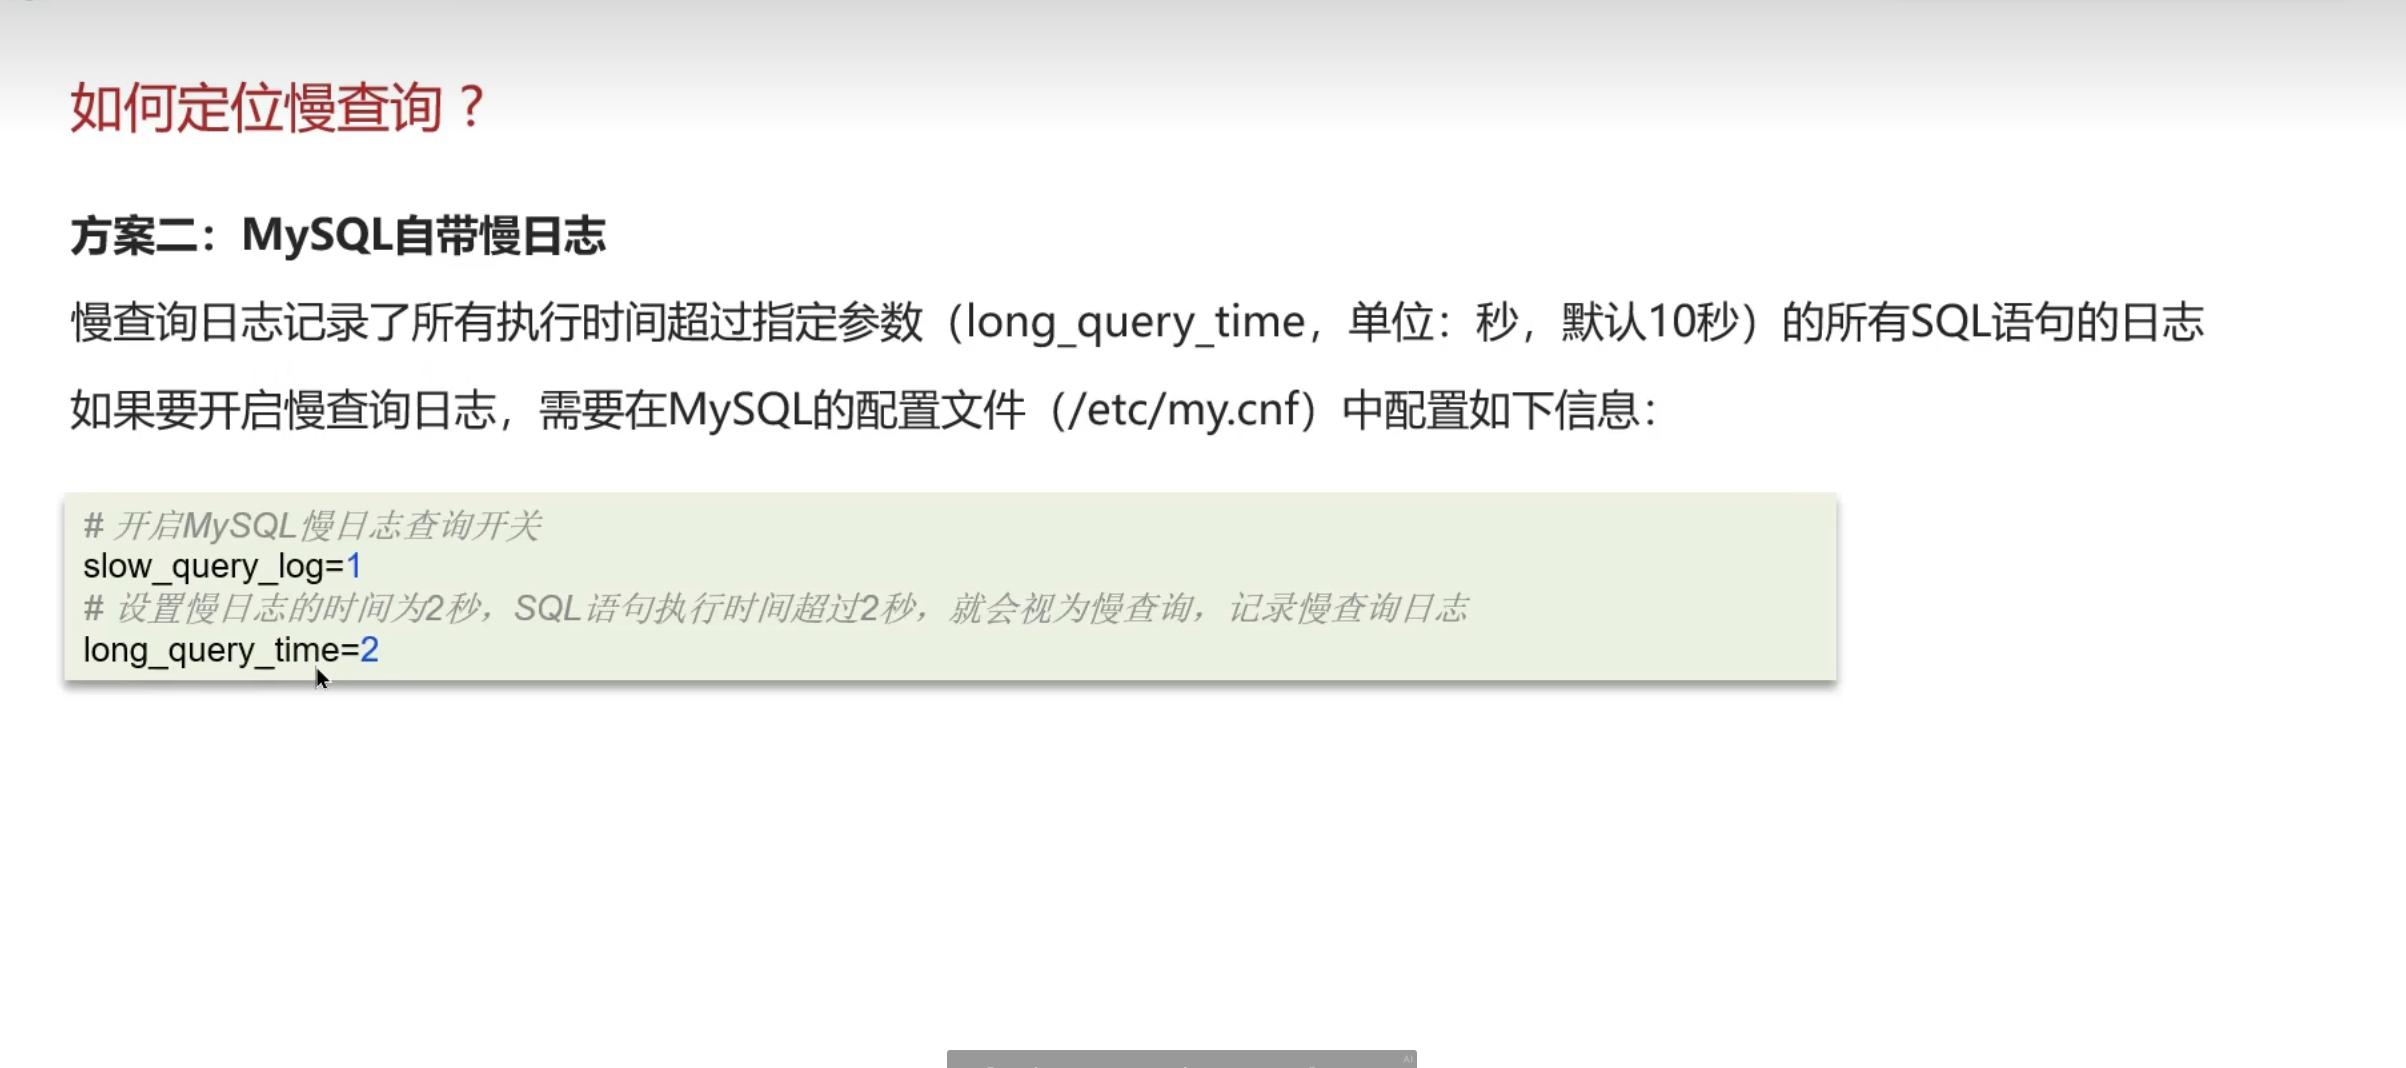 如何定位慢查询？
方案二：MySQL自带慢日志
慢查询日志记录了所有执行时间超过指定参数（long_query_time，单位：秒，默认10秒）的所有SQL语句的日志
如果要开启慢查询日志，需要在MySQL的配置文件（/etc/my.cnf）中配置如下信息：
# 开启MySQL慢日志查询开关
slow_query_log=1
# 设置慢日志的时间为2秒，SQL语句执行时间超过2秒，就会视为慢查询，记录慢查询日志
long_query_time=2
AI